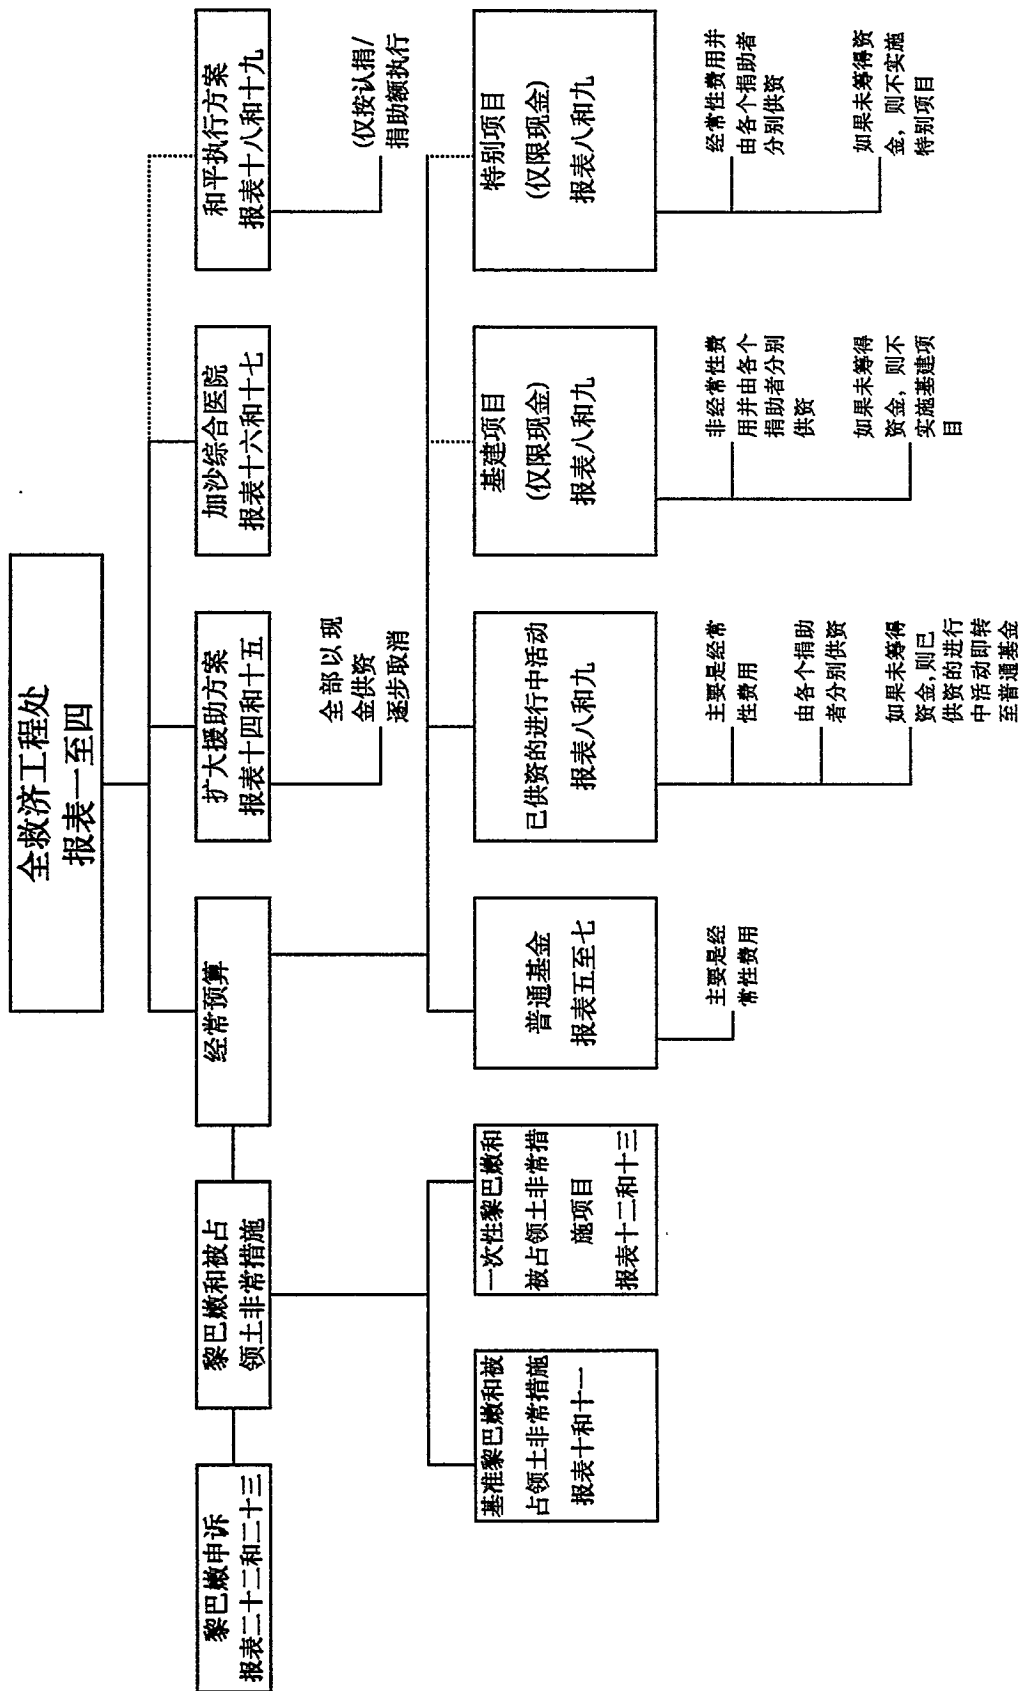 全救济工程处
报表一至四
黎巴嫩申诉
报表二十二和二十三
黎巴嫩和被占
领土非常措施
经常预算
扩大援助方案
报表十四和十五
加沙综合医院
报表十六和十七
和平执行方案
报表十八和十九
全部以现
金供资
逐步取消
(仅按认捐/
捐助额执行
基准黎巴嫩和被
占领土非常措施
报表十和十一
一次性黎巴嫩和
被占领土非常措
施项目
报表十二和十三
普通基金
报表五至七
已供资的进行中活动
报表八和九
基建项目
(仅限现金)
报表八和九
特别项目
(仅限现金)
报表八和九
主要是经
常性费用
主要是经常
性费用
由各个捐助
者分别供资
如果未筹得
资金,则已
供资的进行
中活动即转
至普通基金
非经常性费
用并由各个
捐助者分别
供资
如果未筹得
资金，则不
实施基建项
目
经常性费用并
由各个捐助者
分别供资
如果未筹得资
金，则不实施
特别项目